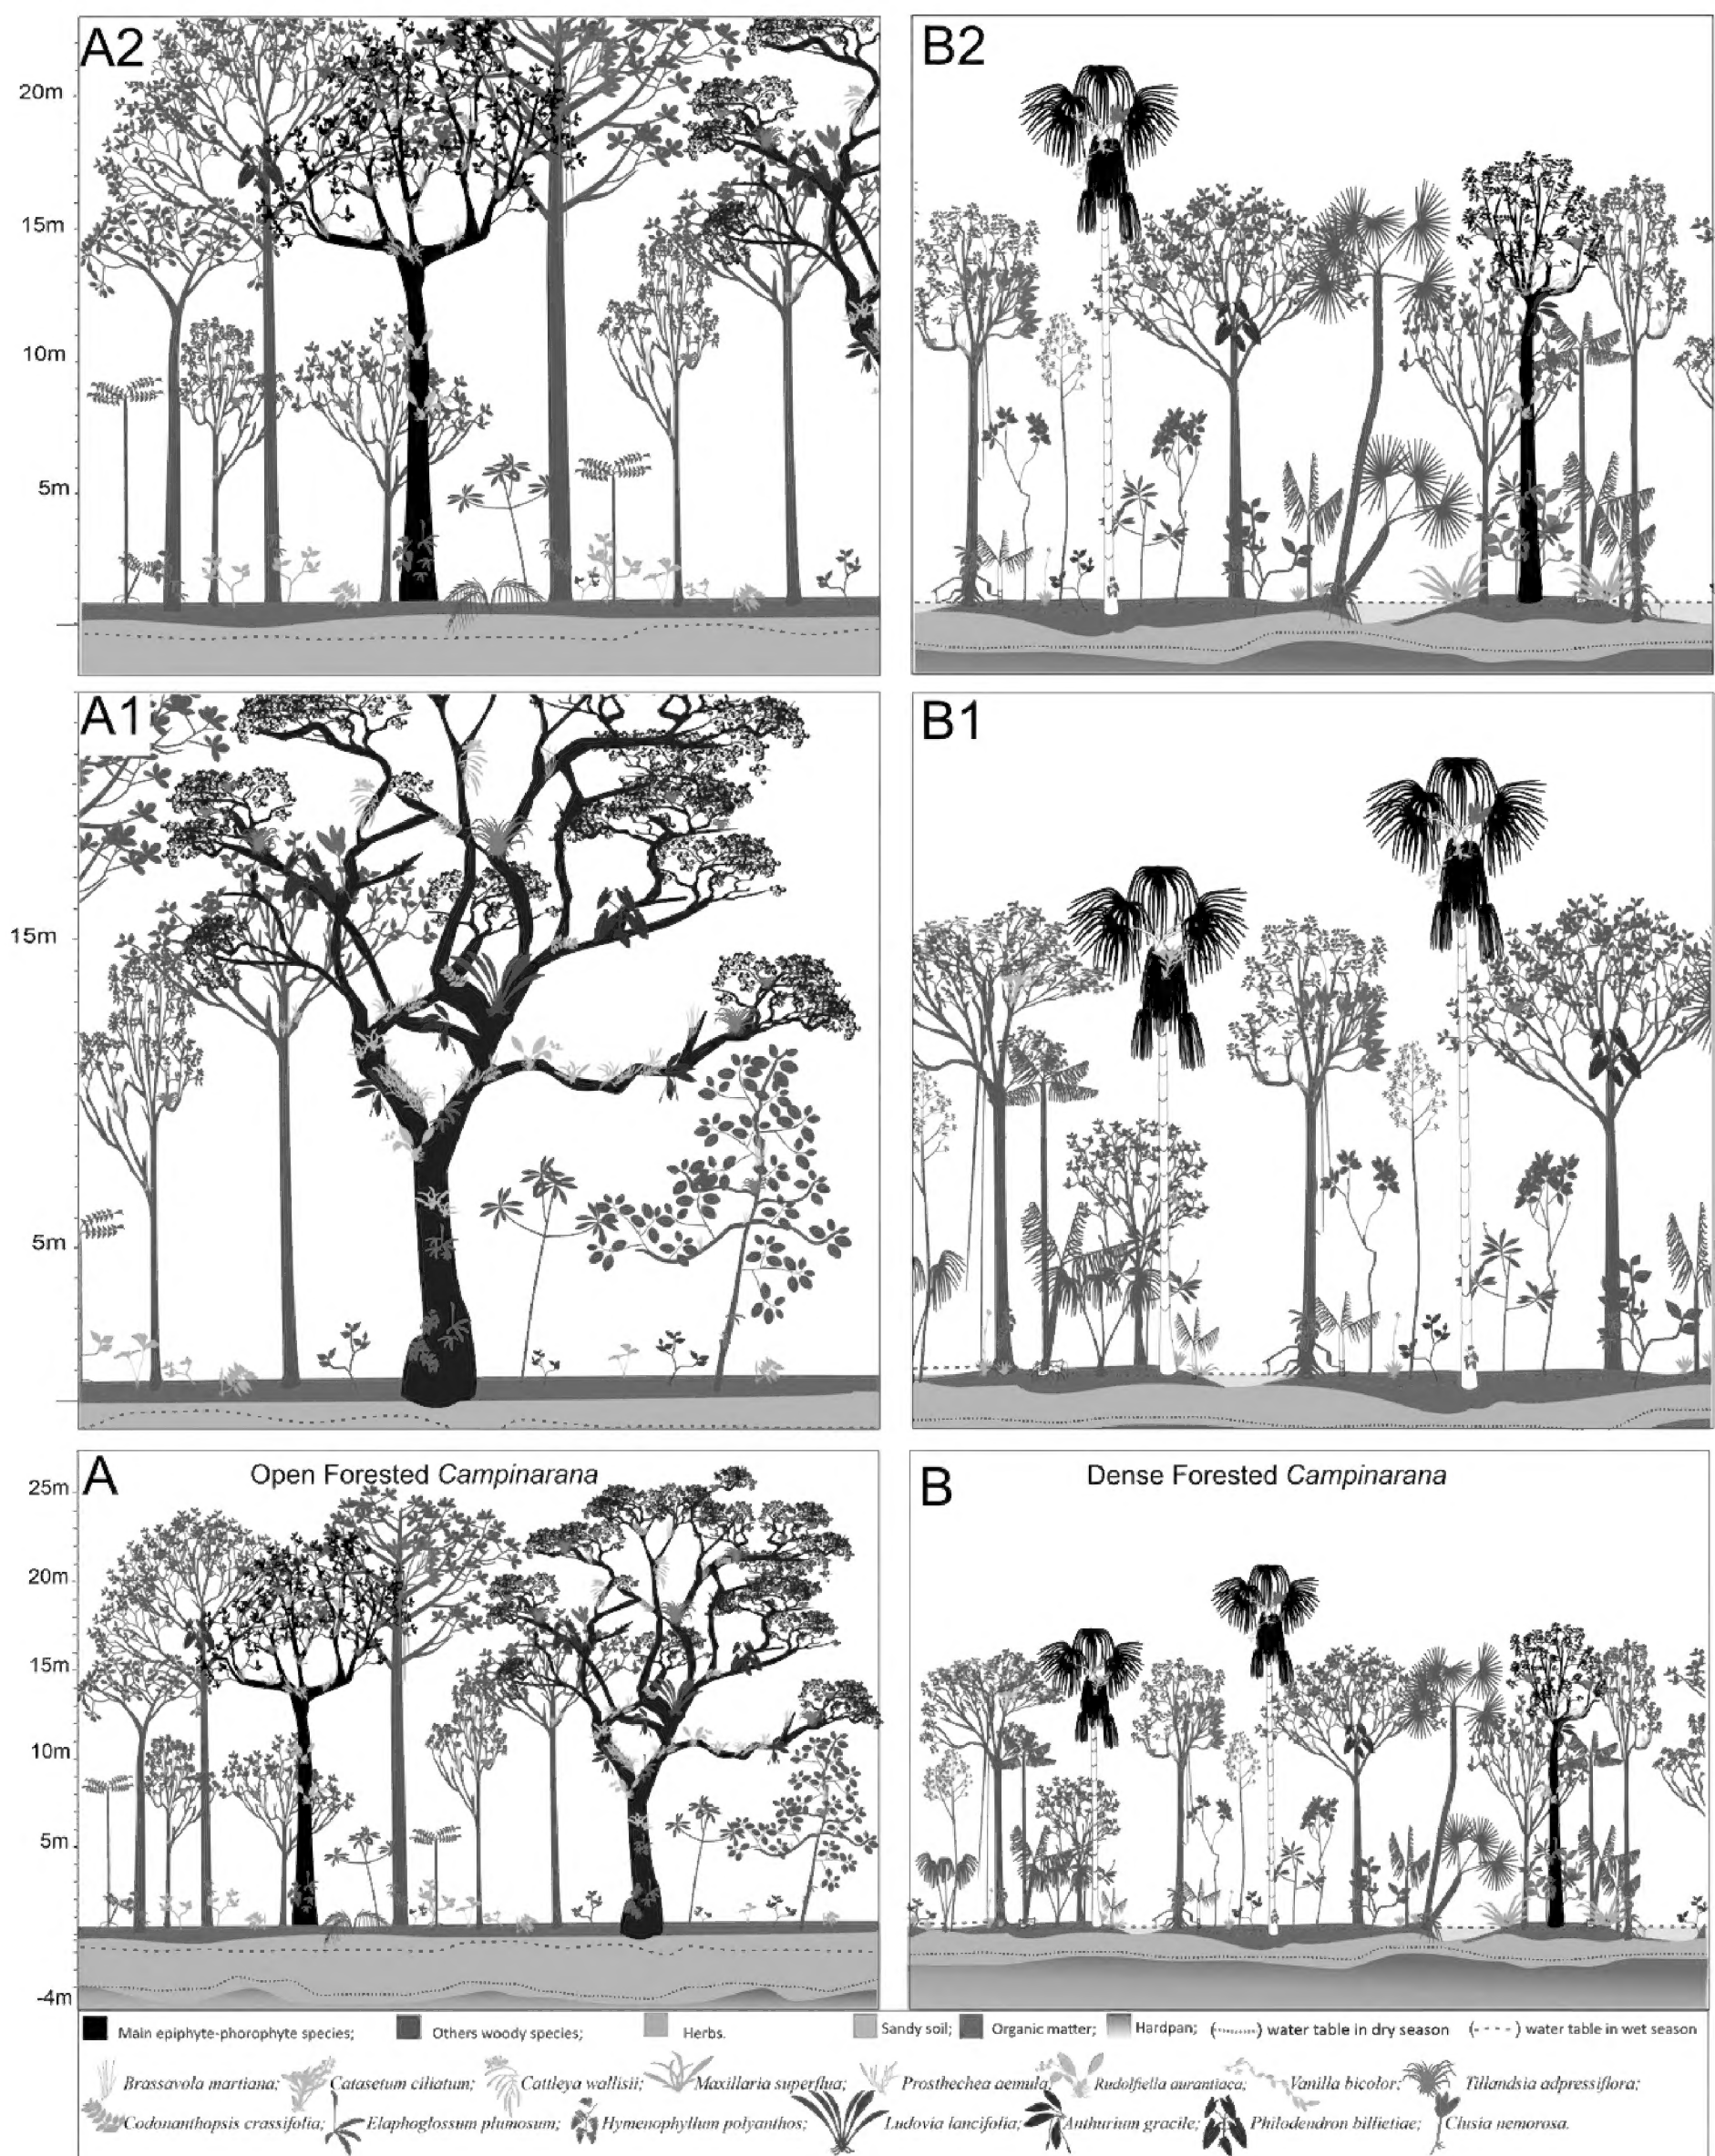 A2
20m
15m
10m
5m
B2
A1
15m
5m
B1
A
Open Forested Campinarana
25m
20m
15m
10m
5m
-4m
B
Dense Forested Campinarana
Main epiphyte-phorophyte species; Others woody species; Herbs. Sandy soil; Organic matter; Hardpan; (··········) water table in dry season (- - - -) water table in wet season
Brassavola martiana; Catasetum ciliatum; Cattleya wallisii; Maxillaria superflua; Prosthechea aemula; Rudolfiella aurantiaca; Vanilla bicolor; Tillandsia adpressiflora;
Codonanthopsis crassifolia; Elaphoglossum plumosum; Hymenophyllum polyanthos; Ludovia lancifolia; Anthurium gracile; Philodendron billietiae; Clusia nemorosa.